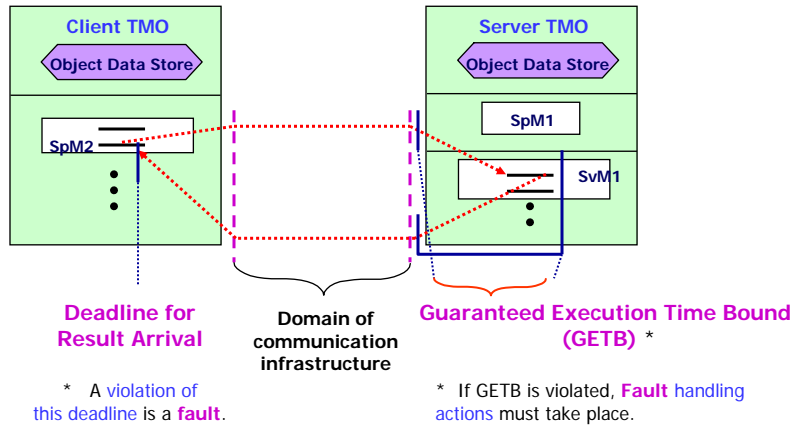 Client TMO
Object Data Store
SpM2
Server TMO
Object Data Store
SpM1
SvM1
Deadline for
Result Arrival
Domain of
communication
infrastructure
Guaranteed Execution Time Bound
(GETB) *
* A violation of
this deadline is a fault.
* If GETB is violated, Fault handling
actions must take place.